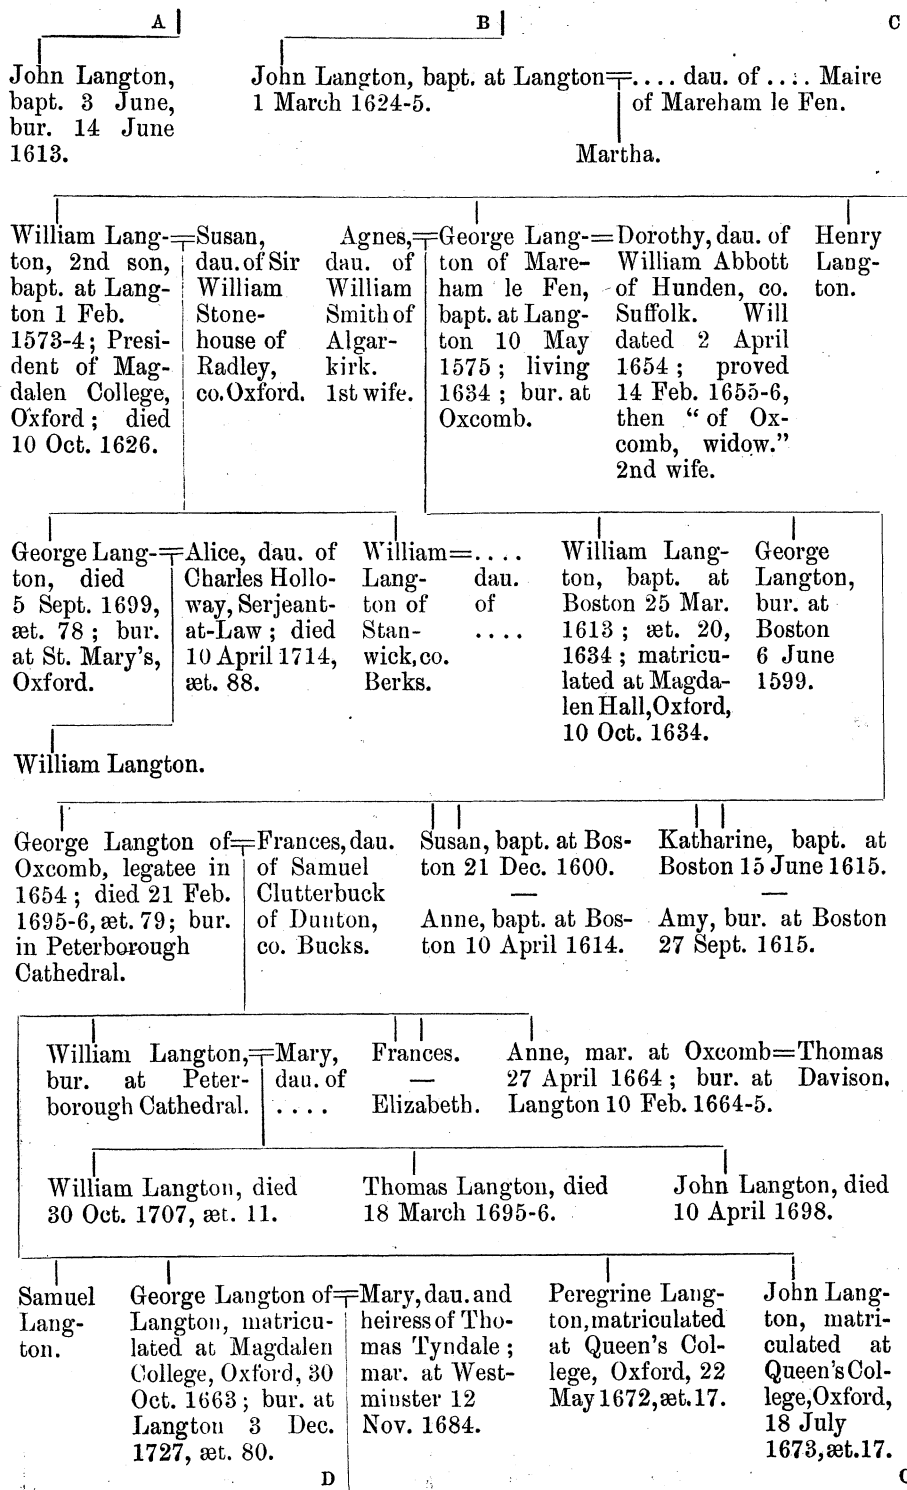 A B C
John Langton,
bapt. 3 June,
bur. 14 June
1613.
John Langton, bapt. at Langton=.... dau. of .... Maire
1 March 1624-5. of Mareham le Fen.
Martha.
William Lang-=
ton, 2nd son,
bapt. at Lang-
ton 1 Feb.
1573-4; Presi-
dent of Mag-
dalen College,
Oxford; died
10 Oct. 1626.
Susan,
dau. of Sir
William
Stone-
house of
Radley,
co. Oxford.
Agnes,=
dau. of
William
Smith of
Algar-
kirk.
1st wife.
George Lang-=
ton of Mare-
ham le Fen,
bapt. at Lang-
ton 10 May
1575; living
1634; bur. at
Oxcomb.
Dorothy, dau. of
William Abbott
of Hunden, co.
Suffolk. Will
dated 2 April
1654; proved
14 Feb. 1655-6,
then "of Ox-
comb, widow."
2nd wife.
Henry
Lang-
ton.
George Lang-=
ton, died
5 Sept. 1699,
æt. 78; bur.
at St. Mary's,
Oxford.
Alice, dau. of
Charles Hollo-
way, Serjeant-
at-Law; died
10 April 1714,
æt. 88.
William=
Lang-
ton of
Stan-
wick, co.
Berks.
....
dau.
of
....
William Lang-
ton, bapt. at
Boston 25 Mar.
1613; æt. 20,
1634; matricu-
lated at Magda-
len Hall, Oxford,
10 Oct. 1634.
George
Langton,
bur. at
Boston
6 June
1599.
William Langton.
George Langton of=
Oxcomb, legatee in
1654; died 21 Feb.
1695-6, æt. 79; bur.
in Peterborough
Cathedral.
Frances, dau.
of Samuel
Clutterbuck
of Dunton,
co. Bucks.
Susan, bapt. at Bos-
ton 21 Dec. 1600.
—
Anne, bapt. at Bos-
ton 10 April 1614.
Katharine, bapt. at
Boston 15 June 1615.
—
Amy, bur. at Boston
27 Sept. 1615.
William Langton,=
bur. at Peter-
borough Cathedral.
Mary,
dau. of
....
Frances.
—
Elizabeth.
Anne, mar. at Oxcomb=Thomas
27 April 1664; bur. at Davison.
Langton 10 Feb. 1664-5.
William Langton, died
30 Oct. 1707, æt. 11.
Thomas Langton, died
18 March 1695-6.
John Langton, died
10 April 1698.
Samuel
Lang-
ton.
George Langton of=
Langton, matricu-
lated at Magdalen
College, Oxford, 30
Oct. 1663; bur. at
Langton 3 Dec.
1727, æt. 80.
Mary, dau. and
heiress of Tho-
mas Tyndale;
mar. at West-
minster 12
Nov. 1684.
Peregrine Lang-
ton, matriculated
at Queen's Col-
lege, Oxford, 22
May 1672, æt. 17.
John Lang-
ton, matri-
culated at
Queen's Col-
lege, Oxford,
18 July
1673, æt. 17.
D